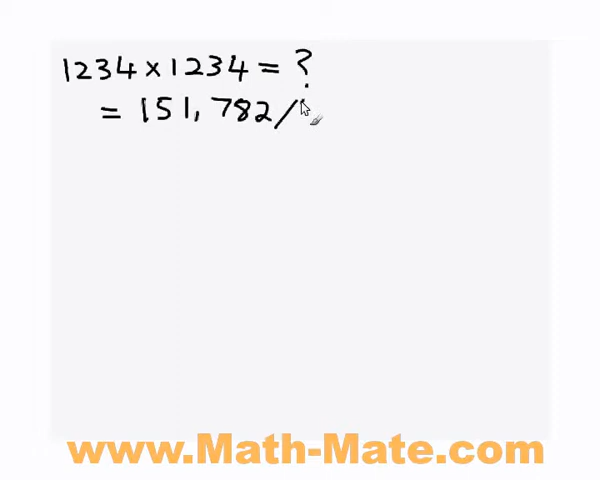 1234 × 1234 = ?
= 151, 782 /
www.Math-Mate.com